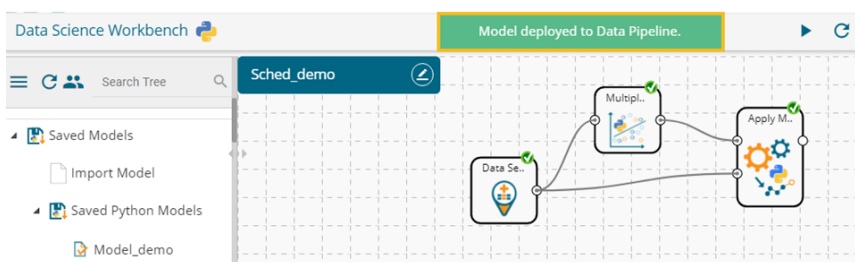 Data Science Workbench
Model deployed to Data Pipeline.
Search Tree
Sched_demo
Saved Models
Import Model
Saved Python Models
Model_demo
Multipl..
Apply M..
Data Se..